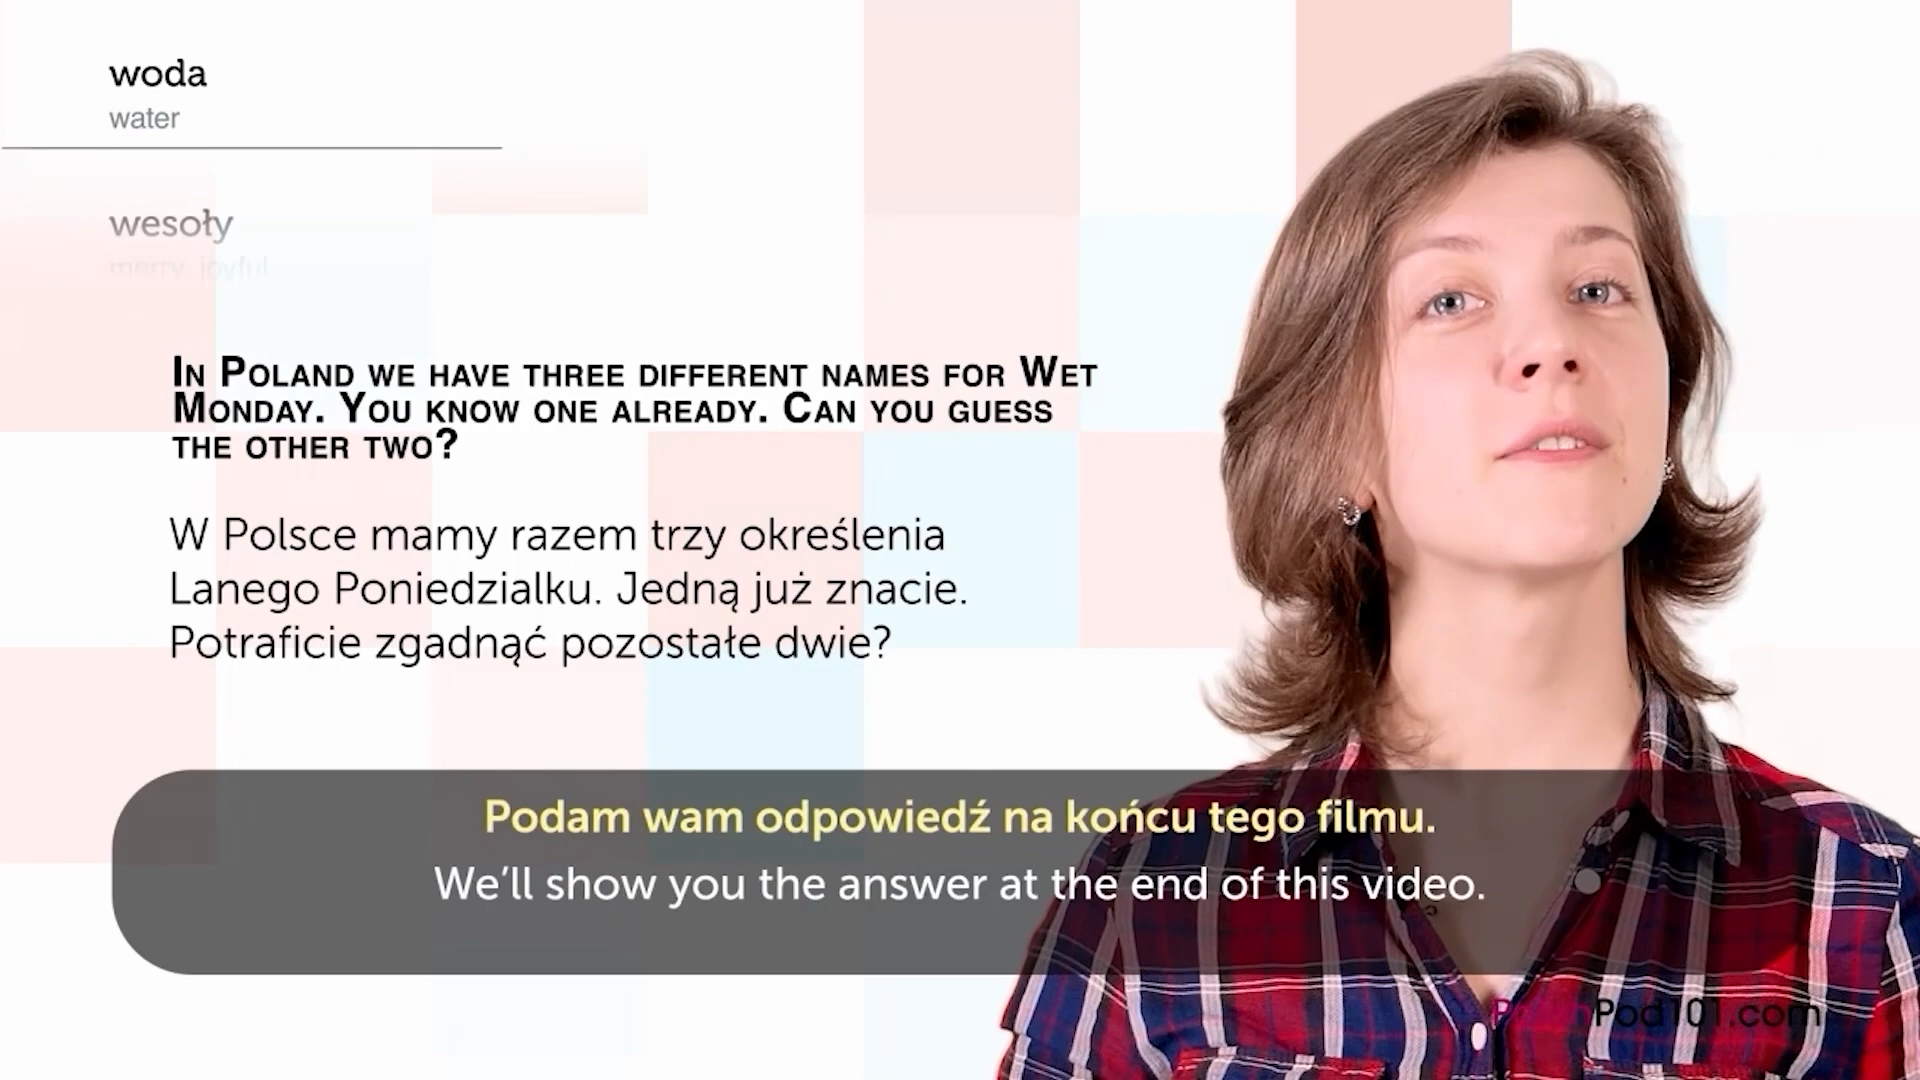 woda
water
wesoły
merry, joyful
In Poland we have three different names for Wet
Monday. You know one already. Can you guess
the other two?
W Polsce mamy razem trzy określenia
Lanego Poniedzialku. Jedną już znacie.
Potraficie zgadnąć pozostałe dwie?
Podam wam odpowiedź na końcu tego filmu.
We'll show you the answer at the end of this video.
Pod101.com